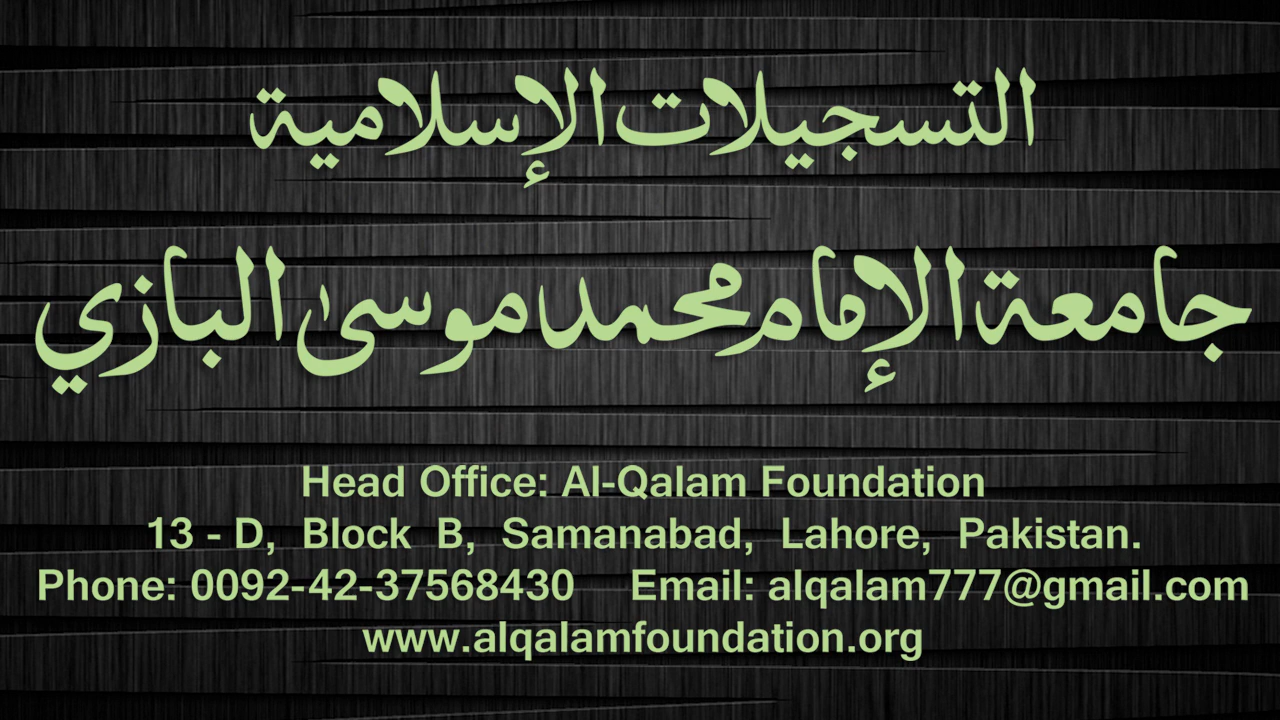 التسجيلات الإسلامية
جامعة الإمام محمد موسىٰ البازي
Head Office: Al-Qalam Foundation
13 - D, Block B, Samanabad, Lahore, Pakistan.
Phone: 0092-42-37568430 Email: alqalam777@gmail.com
www.alqalamfoundation.org